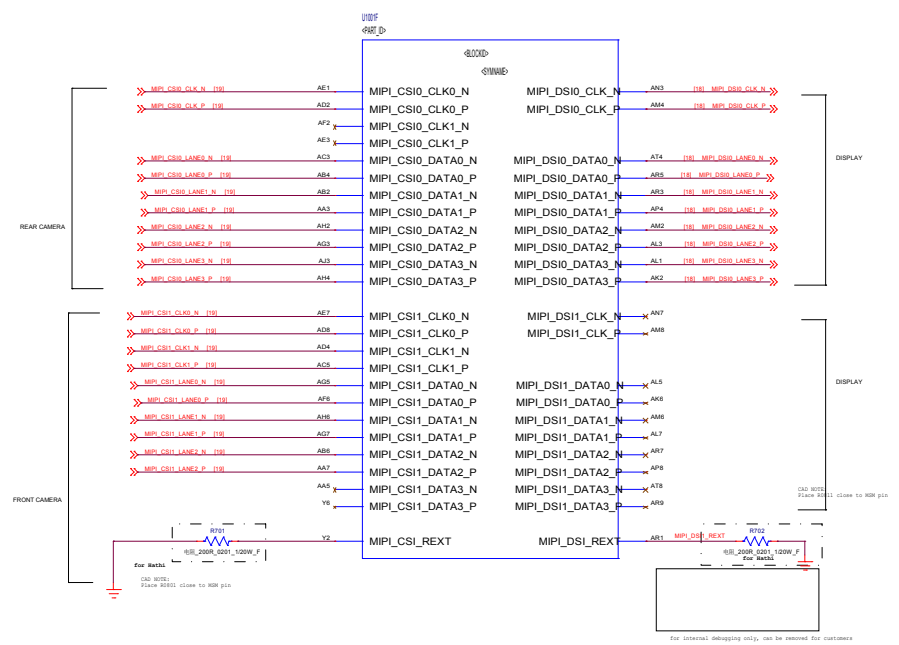 U1001F
<PART_ID>
<BLOCKID>
<SYMNAME>
MIPI_CSI0_CLK_N [19] AE1 MIPI_CSI0_CLK0_N MIPI_DSI0_CLK_N AN3 [18] MIPI_DSI0_CLK_N
MIPI_CSI0_CLK_P [19] AD2 MIPI_CSI0_CLK0_P MIPI_DSI0_CLK_P AM4 [18] MIPI_DSI0_CLK_P
AF2 MIPI_CSI0_CLK1_N
AE3 MIPI_CSI0_CLK1_P
MIPI_CSI0_LANE0_N [19] AC3 MIPI_CSI0_DATA0_N MIPI_DSI0_DATA0_N AT4 [18] MIPI_DSI0_LANE0_N
DISPLAY
MIPI_CSI0_LANE0_P [19] AB4 MIPI_CSI0_DATA0_P MIPI_DSI0_DATA0_P AR5 [18] MIPI_DSI0_LANE0_P
MIPI_CSI0_LANE1_N [19] AB2 MIPI_CSI0_DATA1_N MIPI_DSI0_DATA1_N AR3 [18] MIPI_DSI0_LANE1_N
MIPI_CSI0_LANE1_P [19] AA3 MIPI_CSI0_DATA1_P MIPI_DSI0_DATA1_P AP4 [18] MIPI_DSI0_LANE1_P
REAR CAMERA
MIPI_CSI0_LANE2_N [19] AH2 MIPI_CSI0_DATA2_N MIPI_DSI0_DATA2_N AM2 [18] MIPI_DSI0_LANE2_N
MIPI_CSI0_LANE2_P [19] AG3 MIPI_CSI0_DATA2_P MIPI_DSI0_DATA2_P AL3 [18] MIPI_DSI0_LANE2_P
MIPI_CSI0_LANE3_N [19] AJ3 MIPI_CSI0_DATA3_N MIPI_DSI0_DATA3_N AL1 [18] MIPI_DSI0_LANE3_N
MIPI_CSI0_LANE3_P [19] AH4 MIPI_CSI0_DATA3_P MIPI_DSI0_DATA3_P AK2 [18] MIPI_DSI0_LANE3_P
MIPI_CSI1_CLK0_N [19] AE7 MIPI_CSI1_CLK0_N MIPI_DSI1_CLK_N AN7
MIPI_CSI1_CLK0_P [19] AD8 MIPI_CSI1_CLK0_P MIPI_DSI1_CLK_P AM8
MIPI_CSI1_CLK1_N [19] AD4 MIPI_CSI1_CLK1_N
MIPI_CSI1_CLK1_P [19] AC5 MIPI_CSI1_CLK1_P
MIPI_CSI1_LANE0_N [19] AG5 MIPI_CSI1_DATA0_N MIPI_DSI1_DATA0_N AL5
DISPLAY
MIPI_CSI1_LANE0_P [19] AF6 MIPI_CSI1_DATA0_P MIPI_DSI1_DATA0_P AK6
MIPI_CSI1_LANE1_N [19] AH6 MIPI_CSI1_DATA1_N MIPI_DSI1_DATA1_N AM6
MIPI_CSI1_LANE1_P [19] AG7 MIPI_CSI1_DATA1_P MIPI_DSI1_DATA1_P AL7
MIPI_CSI1_LANE2_N [19] AB6 MIPI_CSI1_DATA2_N MIPI_DSI1_DATA2_N AR7
MIPI_CSI1_LANE2_P [19] AA7 MIPI_CSI1_DATA2_P MIPI_DSI1_DATA2_P AP8
AA5 MIPI_CSI1_DATA3_N MIPI_DSI1_DATA3_N AT8
FRONT CAMERA
Y6 MIPI_CSI1_DATA3_P MIPI_DSI1_DATA3_P AR9
CAD NOTE:
Place R0811 close to MSM pin
R701 Y2 MIPI_CSI_REXT MIPI_DSI_REXT AR1 MIPI_DSI1_REXT R702
电阻_200R_0201_1/20W_F
电阻_200R_0201_1/20W_F
for Hathi
for Hathi
CAD NOTE:
Place R0801 close to MSM pin
for internal debugging only, can be removed for customers